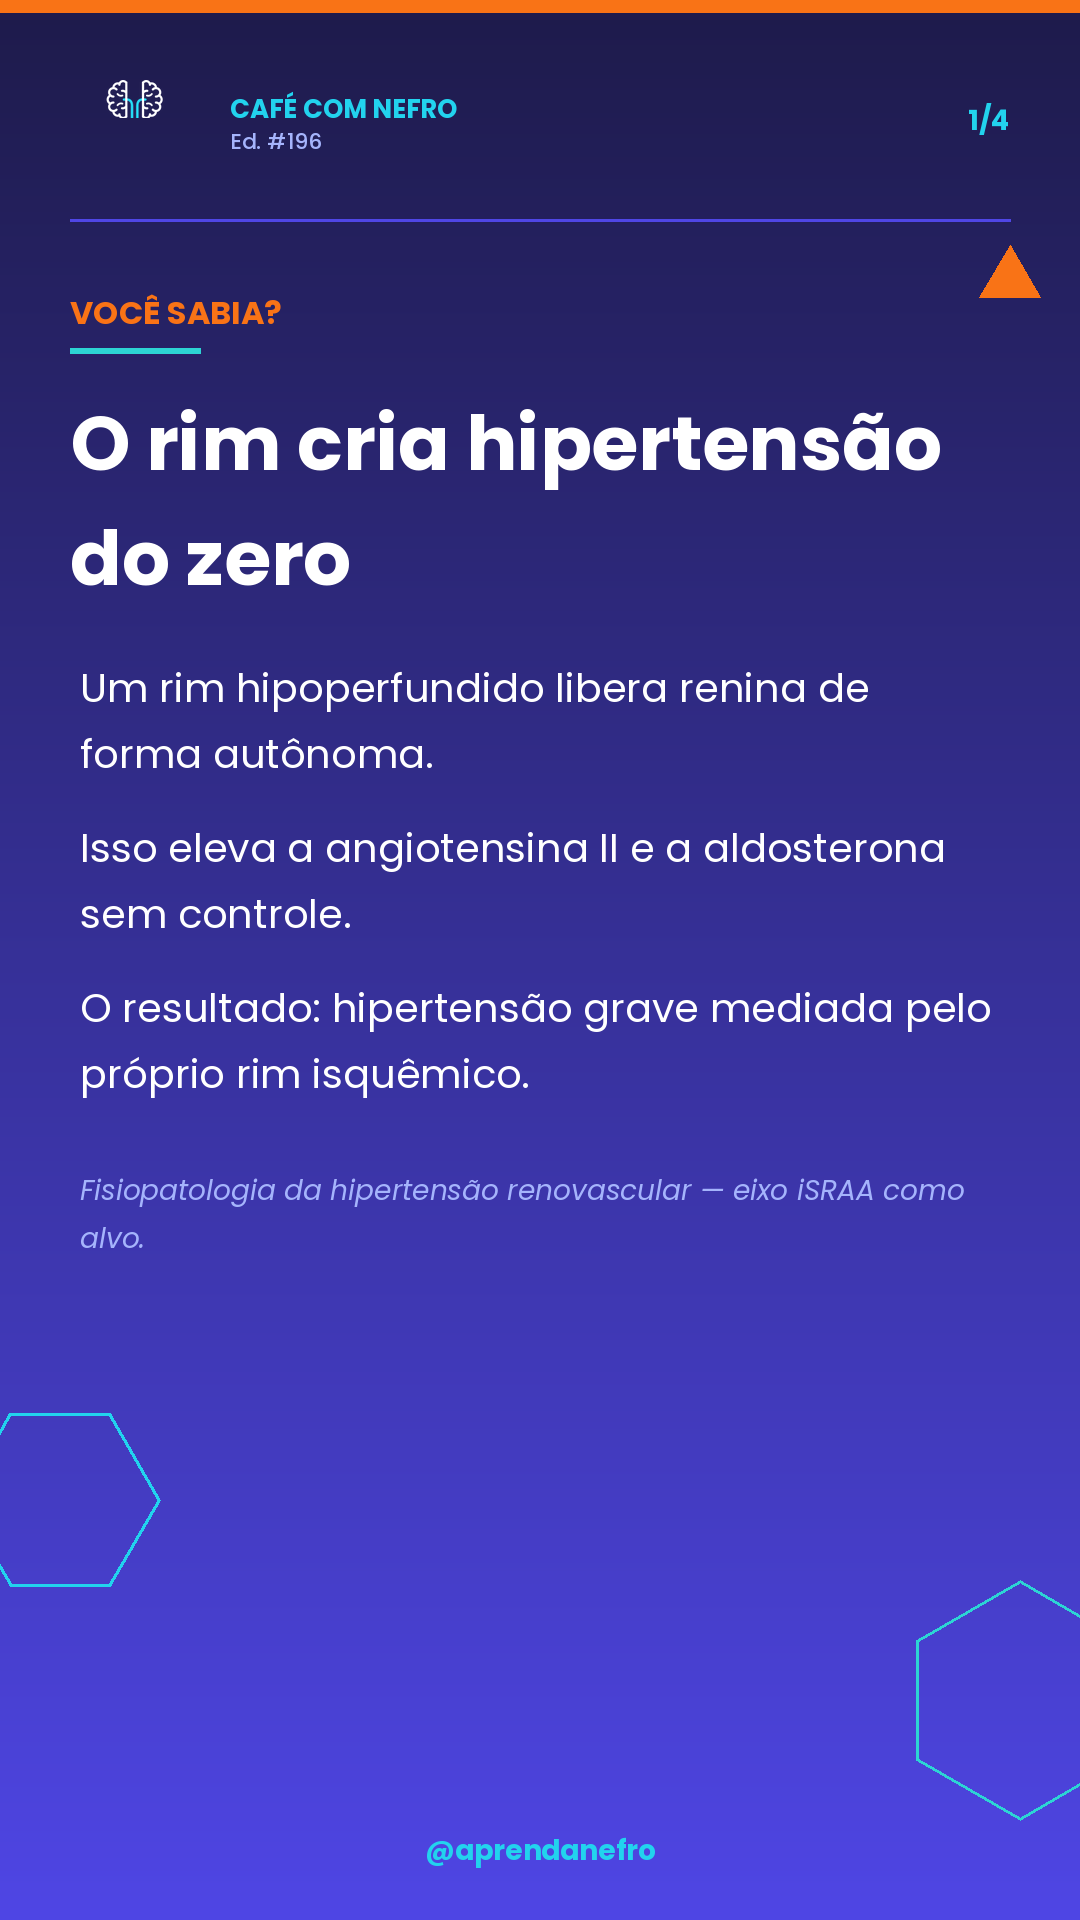 CAFÉ COM NEFRO
Ed. #196
1/4
VOCÊ SABIA?
O rim cria hipertensão
do zero
Um rim hipoperfundido libera renina de
forma autônoma.
Isso eleva a angiotensina II e a aldosterona
sem controle.
O resultado: hipertensão grave mediada pelo
próprio rim isquêmico.
Fisiopatologia da hipertensão renovascular — eixo iSRAA como
alvo.
@aprendanefro